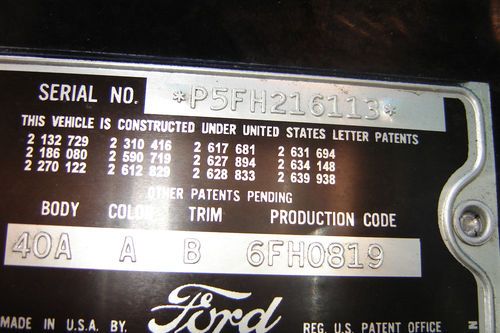 SERIAL NO. *P5FH216113*
THIS VEHICLE IS CONSTRUCTED UNDER UNITED STATES LETTER PATENTS
2 132 729 2 310 416 2 617 681 2 631 694
2 186 080 2 590 719 2 627 894 2 634 148
2 270 122 2 612 829 2 628 833 2 639 938
OTHER PATENTS PENDING
BODY COLOR TRIM PRODUCTION CODE
40A A B 6FH0819
MADE IN U.S.A. BY. Ford REG. U.S. PATENT OFFICE
N